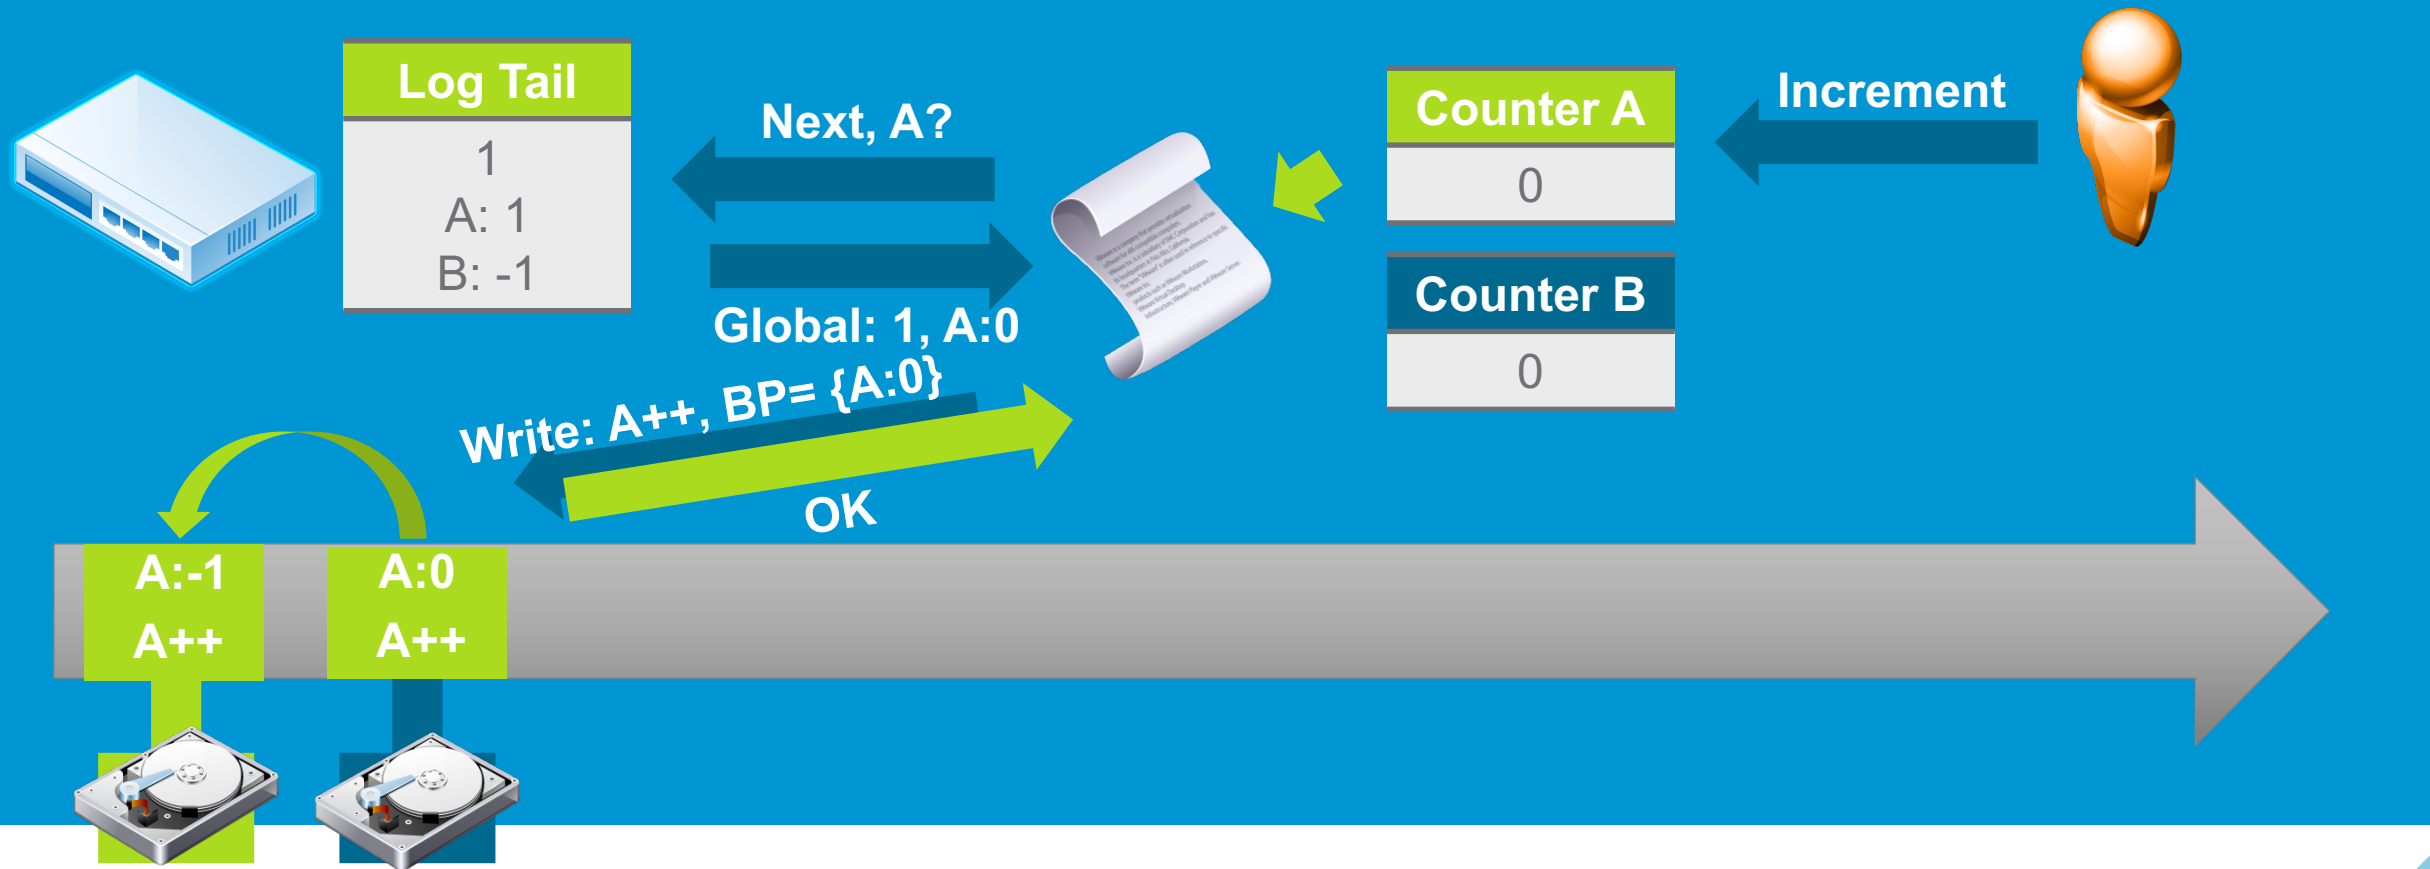 Log Tail
1
A: 1
B: -1
Next, A?
Global: 1, A:0
Counter A
0
Counter B
0
Increment
Write: A++, BP= {A:0}
OK
A:-1
A++
A:0
A++